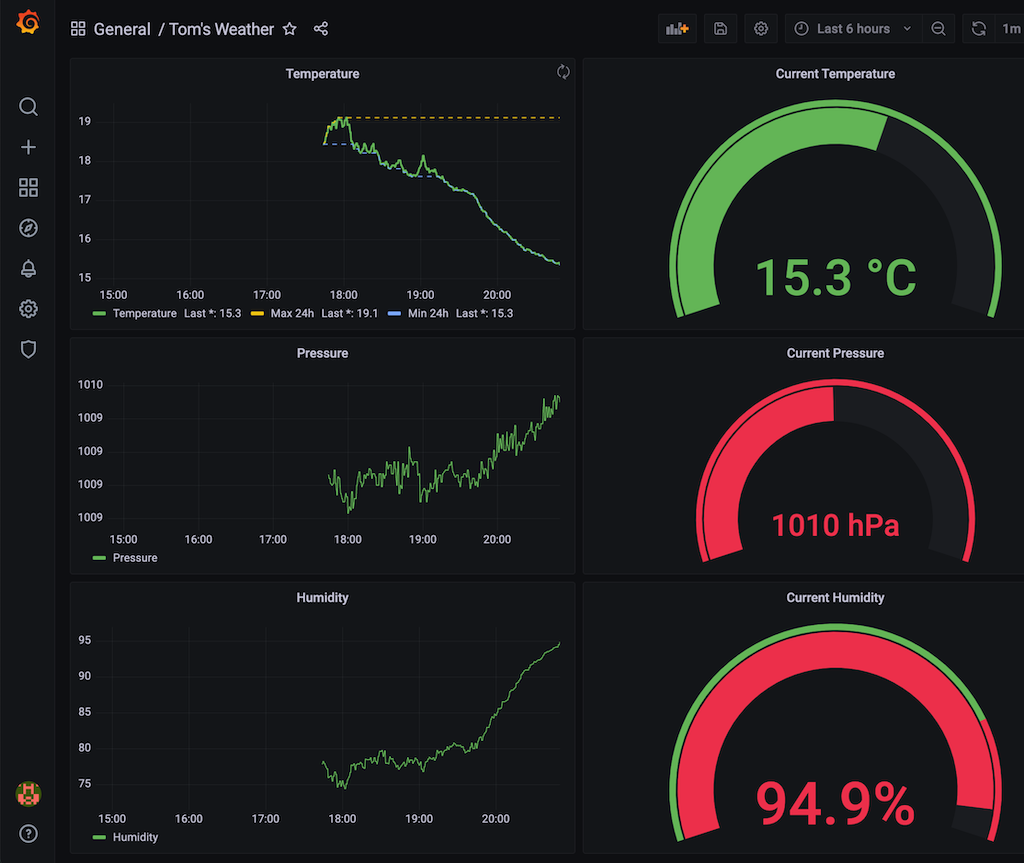 General / Tom's Weather
Last 6 hours
1m
Temperature
19
18
17
16
15
15:00 16:00 17:00 18:00 19:00 20:00
Temperature Last *: 15.3 Max 24h Last *: 19.1 Min 24h Last *: 15.3
Current Temperature
15.3 °C
Pressure
1010
1009
1009
1009
1009
15:00 16:00 17:00 18:00 19:00 20:00
Pressure
Current Pressure
1010 hPa
Humidity
95
90
85
80
75
15:00 16:00 17:00 18:00 19:00 20:00
Humidity
Current Humidity
94.9%